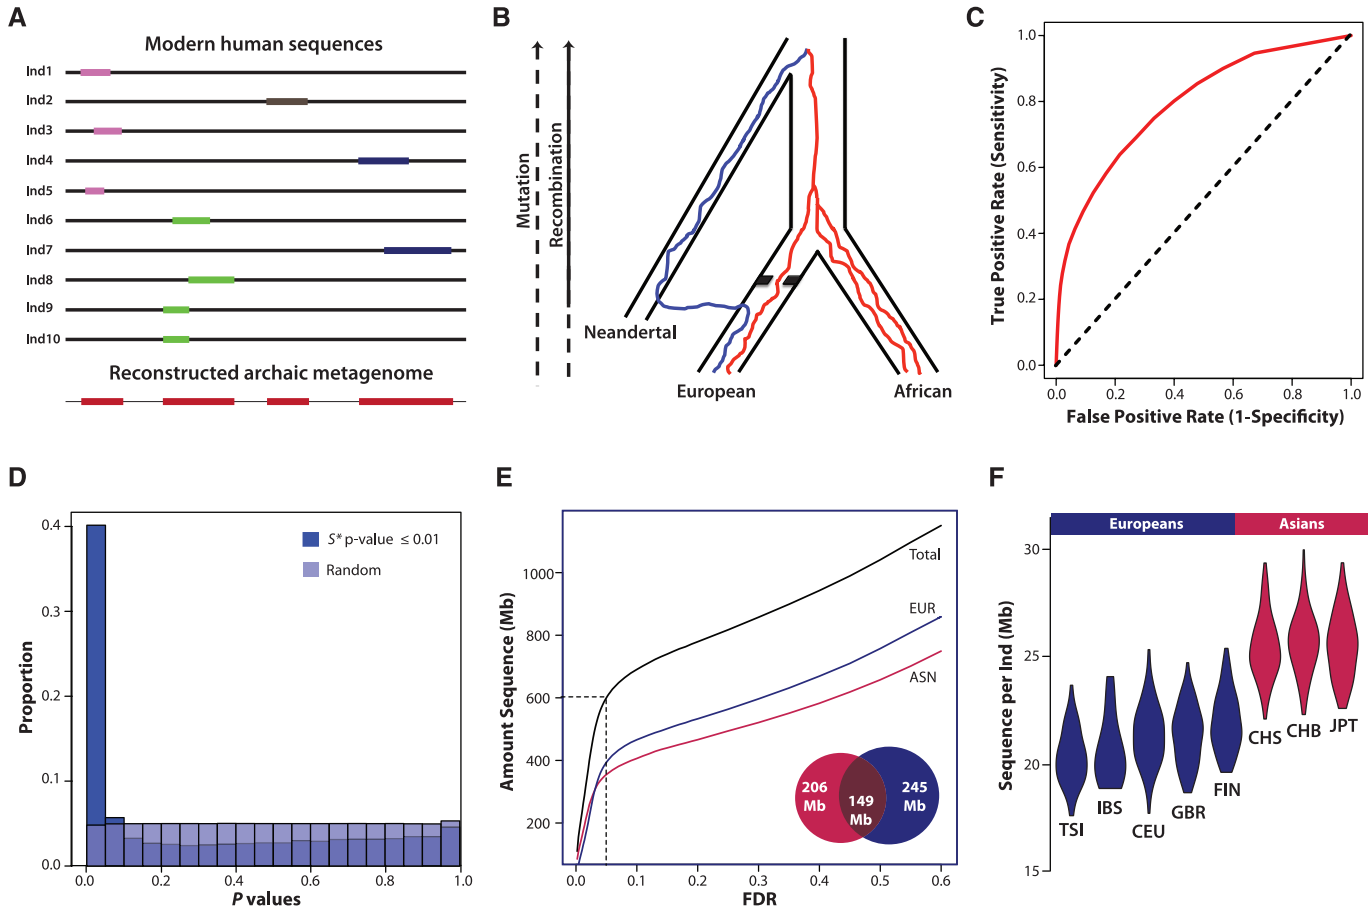 A
Modern human sequences
Ind1
Ind2
Ind3
Ind4
Ind5
Ind6
Ind7
Ind8
Ind9
Ind10
Reconstructed archaic metagenome
B
Mutation
Recombination
Neandertal
European
African
C
True Positive Rate (Sensitivity)
1.0
0.8
0.6
0.4
0.2
0.0
0.0 0.2 0.4 0.6 0.8 1.0
False Positive Rate (1-Specificity)
D
Proportion
0.4
0.3
0.2
0.1
0.0
S* p-value ≤ 0.01
Random
0.0 0.2 0.4 0.6 0.8 1.0
P values
E
Amount Sequence (Mb)
1000
800
600
400
200
Total
EUR
ASN
206 Mb
149 Mb
245 Mb
0.0 0.1 0.2 0.3 0.4 0.5 0.6
FDR
F
Europeans Asians
Sequence per Ind (Mb)
30
25
20
15
TSI
IBS
CEU
GBR
FIN
CHS
CHB
JPT